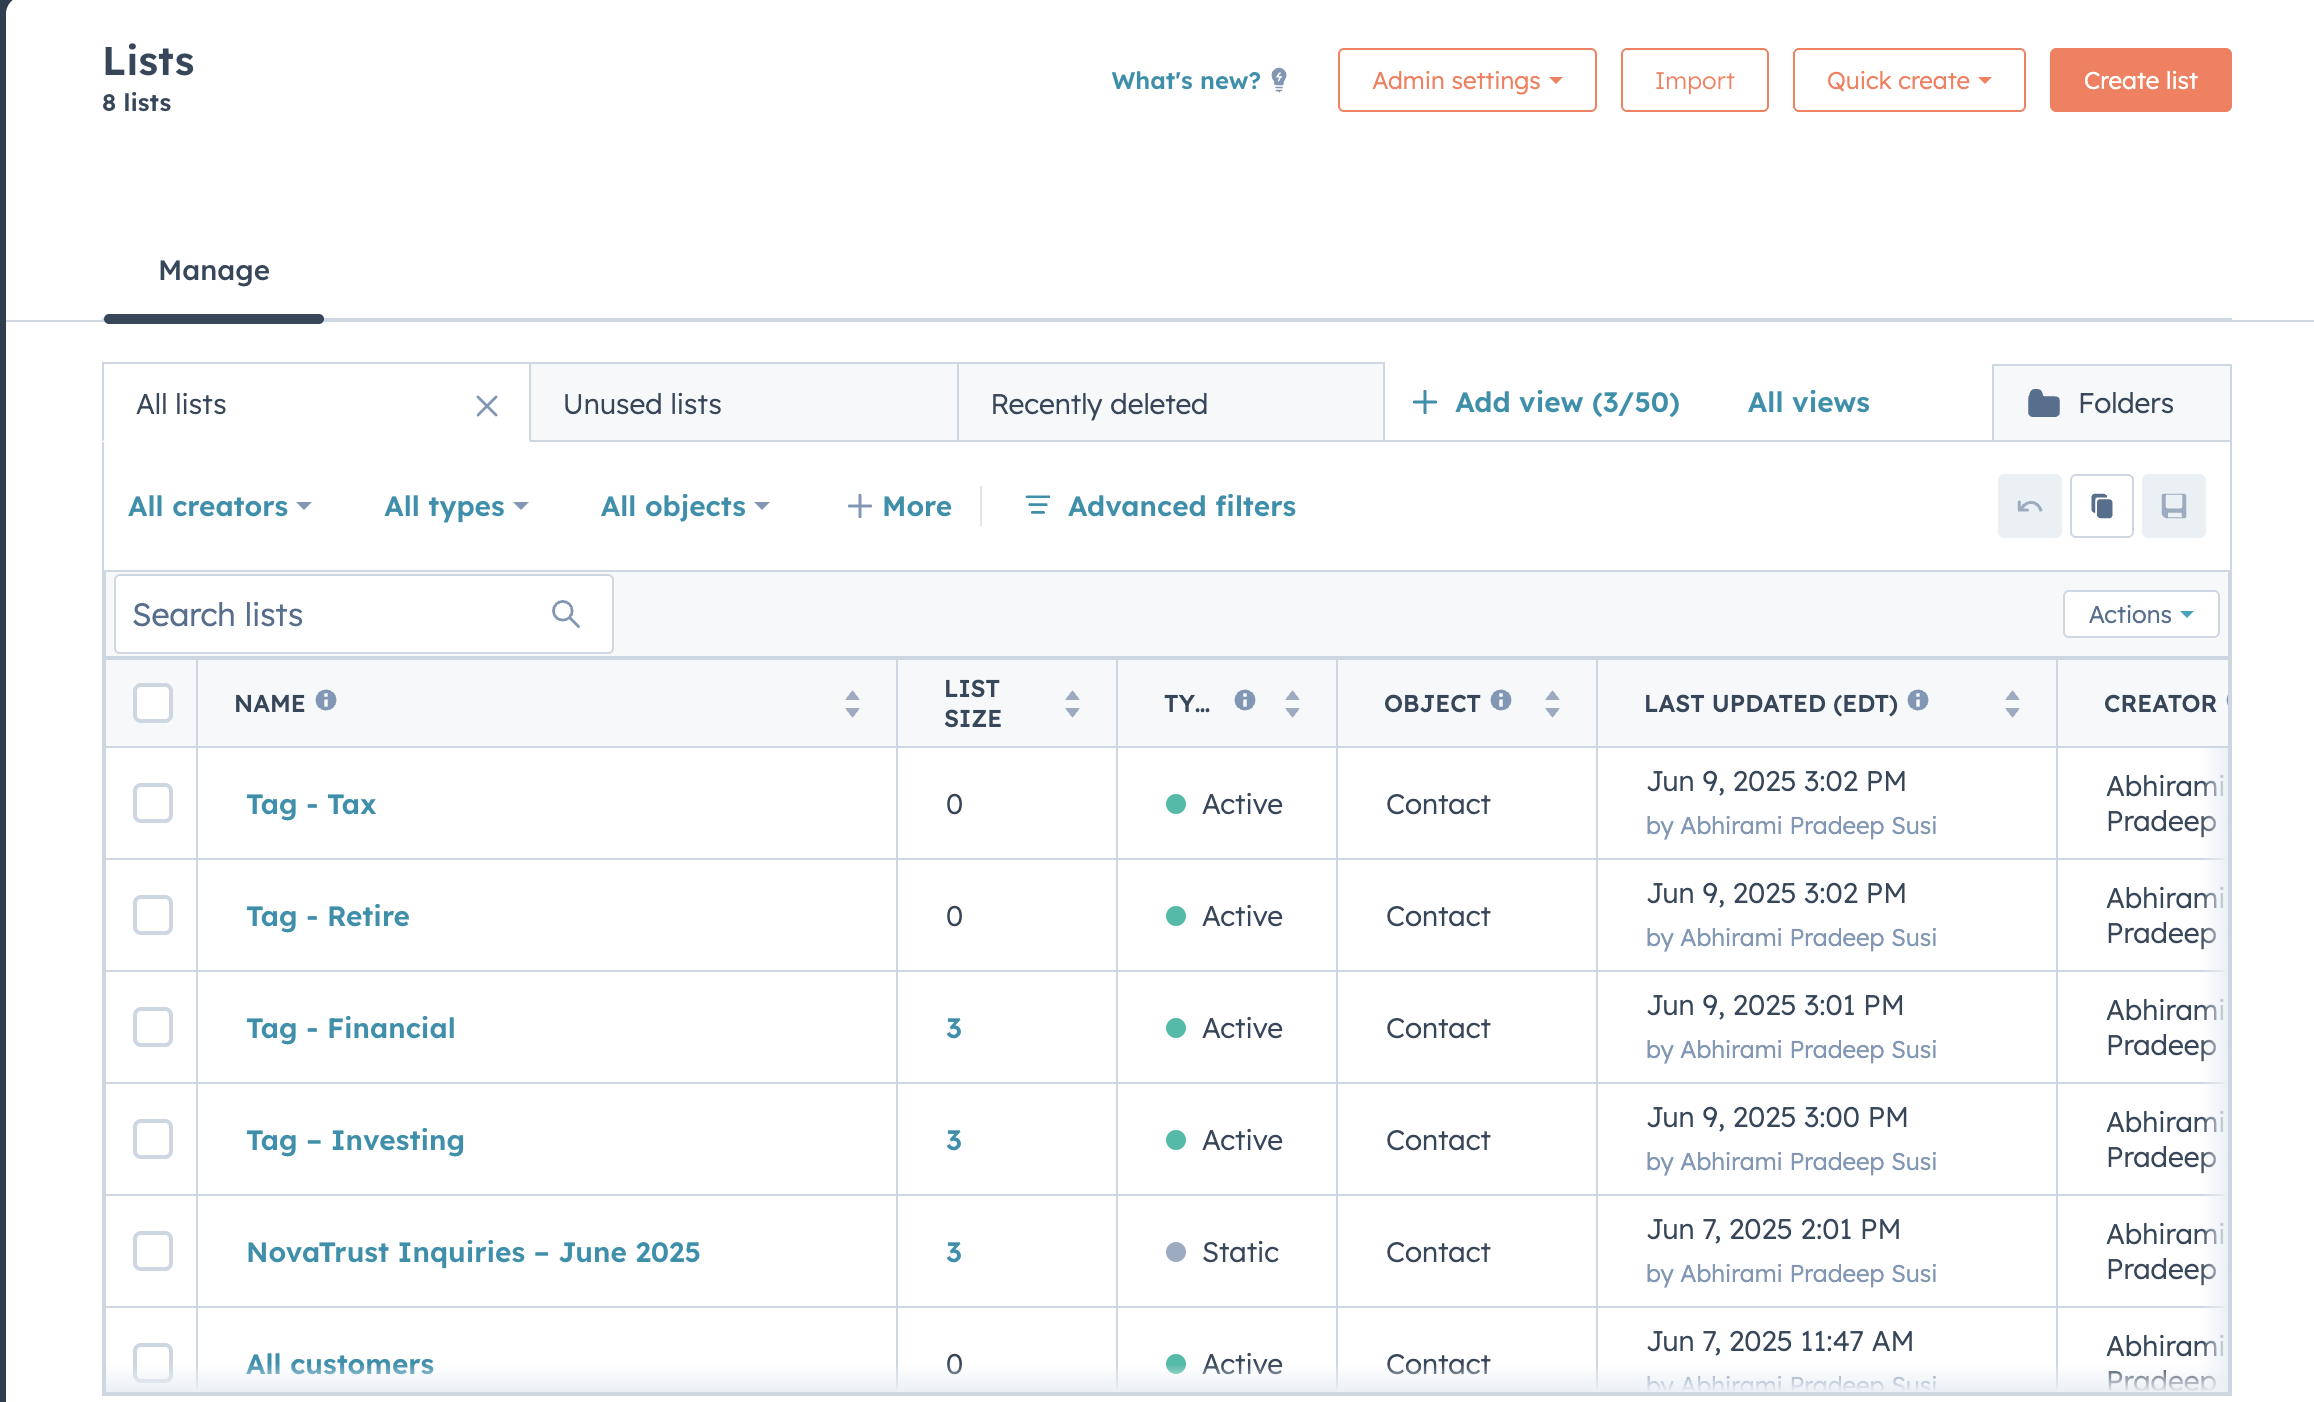 Lists
8 lists
What's new?
Admin settings
Import
Quick create
Create list
Manage
All lists
Unused lists
Recently deleted
Add view (3/50)
All views
Folders
All creators
All types
All objects
More
Advanced filters
Search lists
Actions
NAME
LIST
SIZE
TY...
OBJECT
LAST UPDATED (EDT)
CREATOR
Tag - Tax
0
Active
Contact
Jun 9, 2025 3:02 PM
by Abhirami Pradeep Susi
Abhirami
Pradeep
Tag - Retire
0
Active
Contact
Jun 9, 2025 3:02 PM
by Abhirami Pradeep Susi
Abhirami
Pradeep
Tag - Financial
3
Active
Contact
Jun 9, 2025 3:01 PM
by Abhirami Pradeep Susi
Abhirami
Pradeep
Tag – Investing
3
Active
Contact
Jun 9, 2025 3:00 PM
by Abhirami Pradeep Susi
Abhirami
Pradeep
NovaTrust Inquiries – June 2025
3
Static
Contact
Jun 7, 2025 2:01 PM
by Abhirami Pradeep Susi
Abhirami
Pradeep
All customers
0
Active
Contact
Jun 7, 2025 11:47 AM
by Abhirami Pradeep Susi
Abhirami
Pradeep